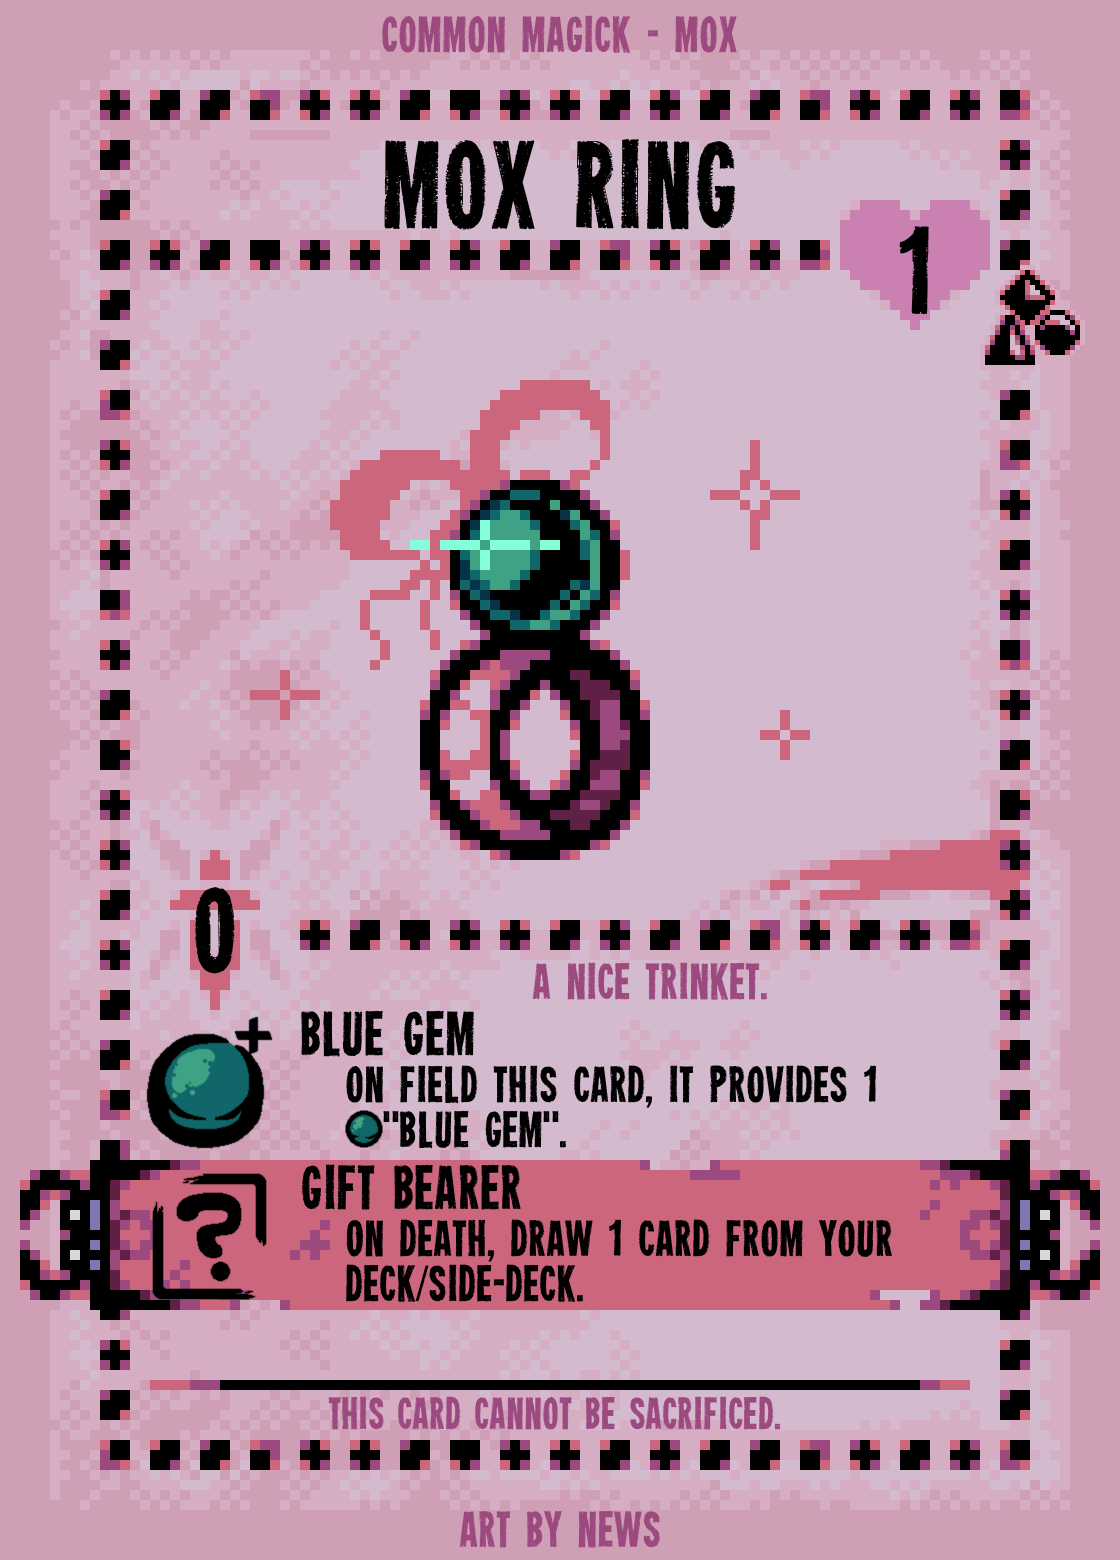 COMMON MAGICK - MOX
MOX RING
1
0
A NICE TRINKET.
BLUE GEM
ON FIELD THIS CARD, IT PROVIDES 1
"BLUE GEM".
GIFT BEARER
ON DEATH, DRAW 1 CARD FROM YOUR
DECK/SIDE-DECK.
THIS CARD CANNOT BE SACRIFICED.
ART BY NEWS